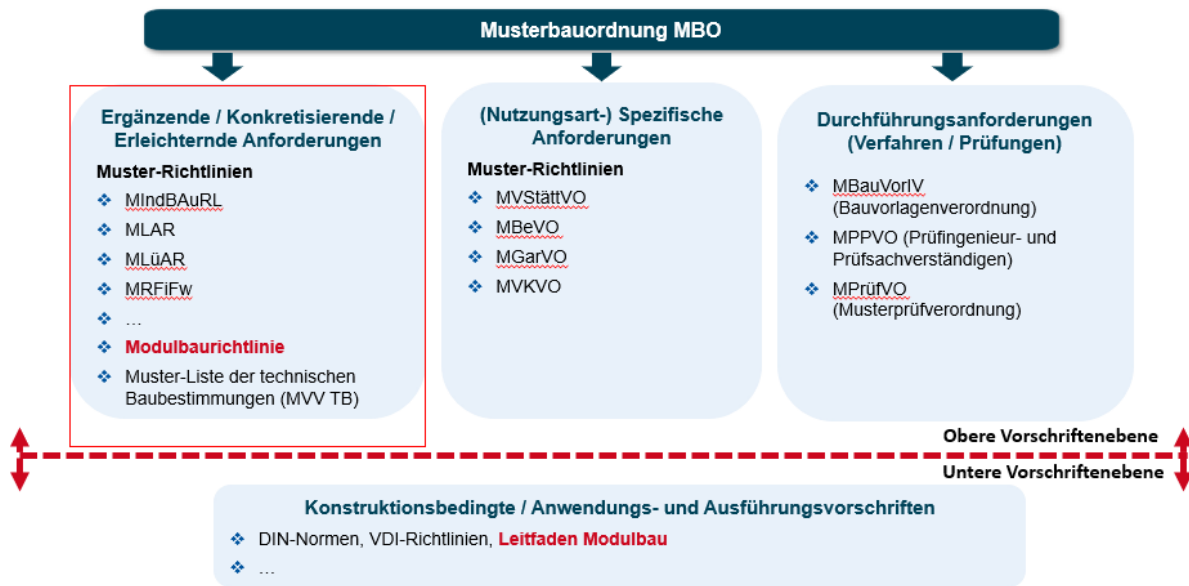 Musterbauordnung MBO
Ergänzende / Konkretisierende /
Erleichternde Anforderungen
Muster-Richtlinien
❖ MIndBAuRL
❖ MLAR
❖ MLüAR
❖ MRFiFw
❖ ...
❖ Modulbaurichtlinie
❖ Muster-Liste der technischen
Baubestimmungen (MVV TB)
(Nutzungsart-) Spezifische
Anforderungen
Muster-Richtlinien
❖ MVStättVO
❖ MBeVO
❖ MGarVO
❖ MVKVO
Durchführungsanforderungen
(Verfahren / Prüfungen)
❖ MBauVorlV
(Bauvorlagenverordnung)
❖ MPPVO (Prüfingenieur- und
Prüfsachverständigen)
❖ MPrüfVO
(Musterprüfverordnung)
Obere Vorschriftenebene
Untere Vorschriftenebene
Konstruktionsbedingte / Anwendungs- und Ausführungsvorschriften
❖ DIN-Normen, VDI-Richtlinien, Leitfaden Modulbau
❖ ...